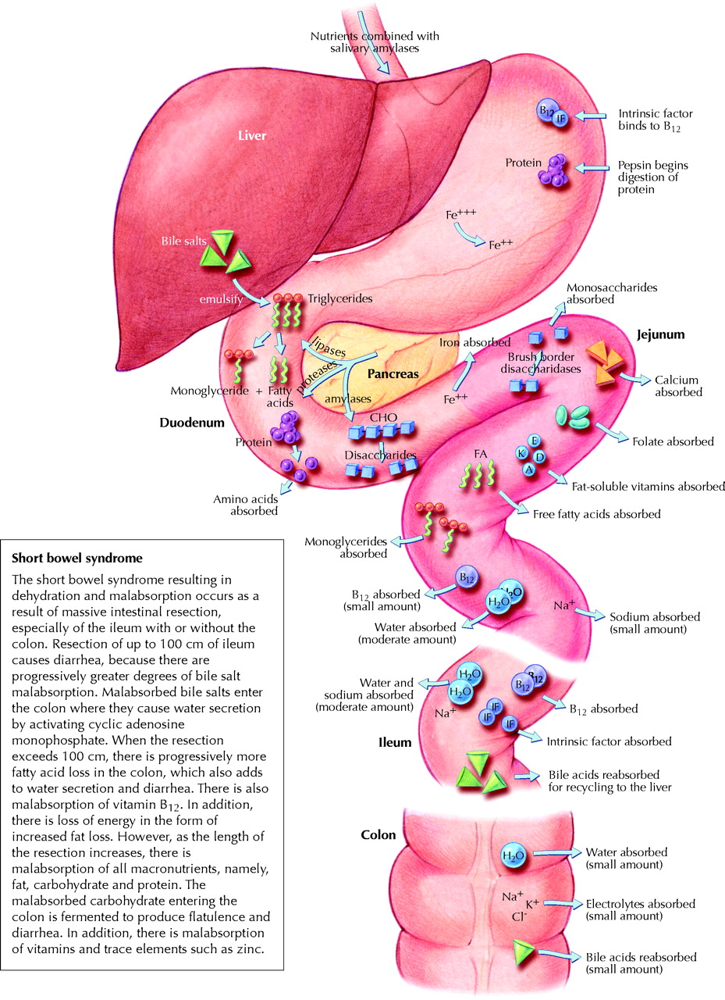 Nutrients combined with
salivary amylases
Liver
B12
IF
Intrinsic factor
binds to B12
Protein
Pepsin begins
digestion of
protein
Fe+++
Fe++
Bile salts
emulsify
Triglycerides
Monosaccharides
absorbed
Jejunum
lipases
proteases
amylases
Pancreas
Iron absorbed
Fe++
Brush border
disaccharidases
Calcium
absorbed
Monoglyceride + Fatty
acids
Duodenum
CHO
Protein
Disaccharides
Folate absorbed
FA
E
K
D
A
Fat-soluble vitamins absorbed
Amino acids
absorbed
Free fatty acids absorbed
Monoglycerides
absorbed
B12
B12 absorbed
(small amount)
H2O
H2O
Water absorbed
(moderate amount)
Na+
Sodium absorbed
(small amount)
Short bowel syndrome
The short bowel syndrome resulting in
dehydration and malabsorption occurs as a
result of massive intestinal resection,
especially of the ileum with or without the
colon. Resection of up to 100 cm of ileum
causes diarrhea, because there are
progressively greater degrees of bile salt
malabsorption. Malabsorbed bile salts enter
the colon where they cause water secretion
by activating cyclic adenosine
monophosphate. When the resection
exceeds 100 cm, there is progressively more
fatty acid loss in the colon, which also adds
to water secretion and diarrhea. There is also
malabsorption of vitamin B12. In addition,
there is loss of energy in the form of
increased fat loss. However, as the length of
the resection increases, there is
malabsorption of all macronutrients, namely,
fat, carbohydrate and protein. The
malabsorbed carbohydrate entering the
colon is fermented to produce flatulence and
diarrhea. In addition, there is malabsorption
of vitamins and trace elements such as zinc.
H2O
H2O
Na+
Water and
sodium absorbed
(moderate amount)
B12
B12
B12 absorbed
IF
IF
IF
Intrinsic factor absorbed
Ileum
Bile acids reabsorbed
for recycling to the liver
Colon
H2O
Water absorbed
(small amount)
Na+
K+
Cl-
Electrolytes absorbed
(small amount)
Bile acids reabsorbed
(small amount)